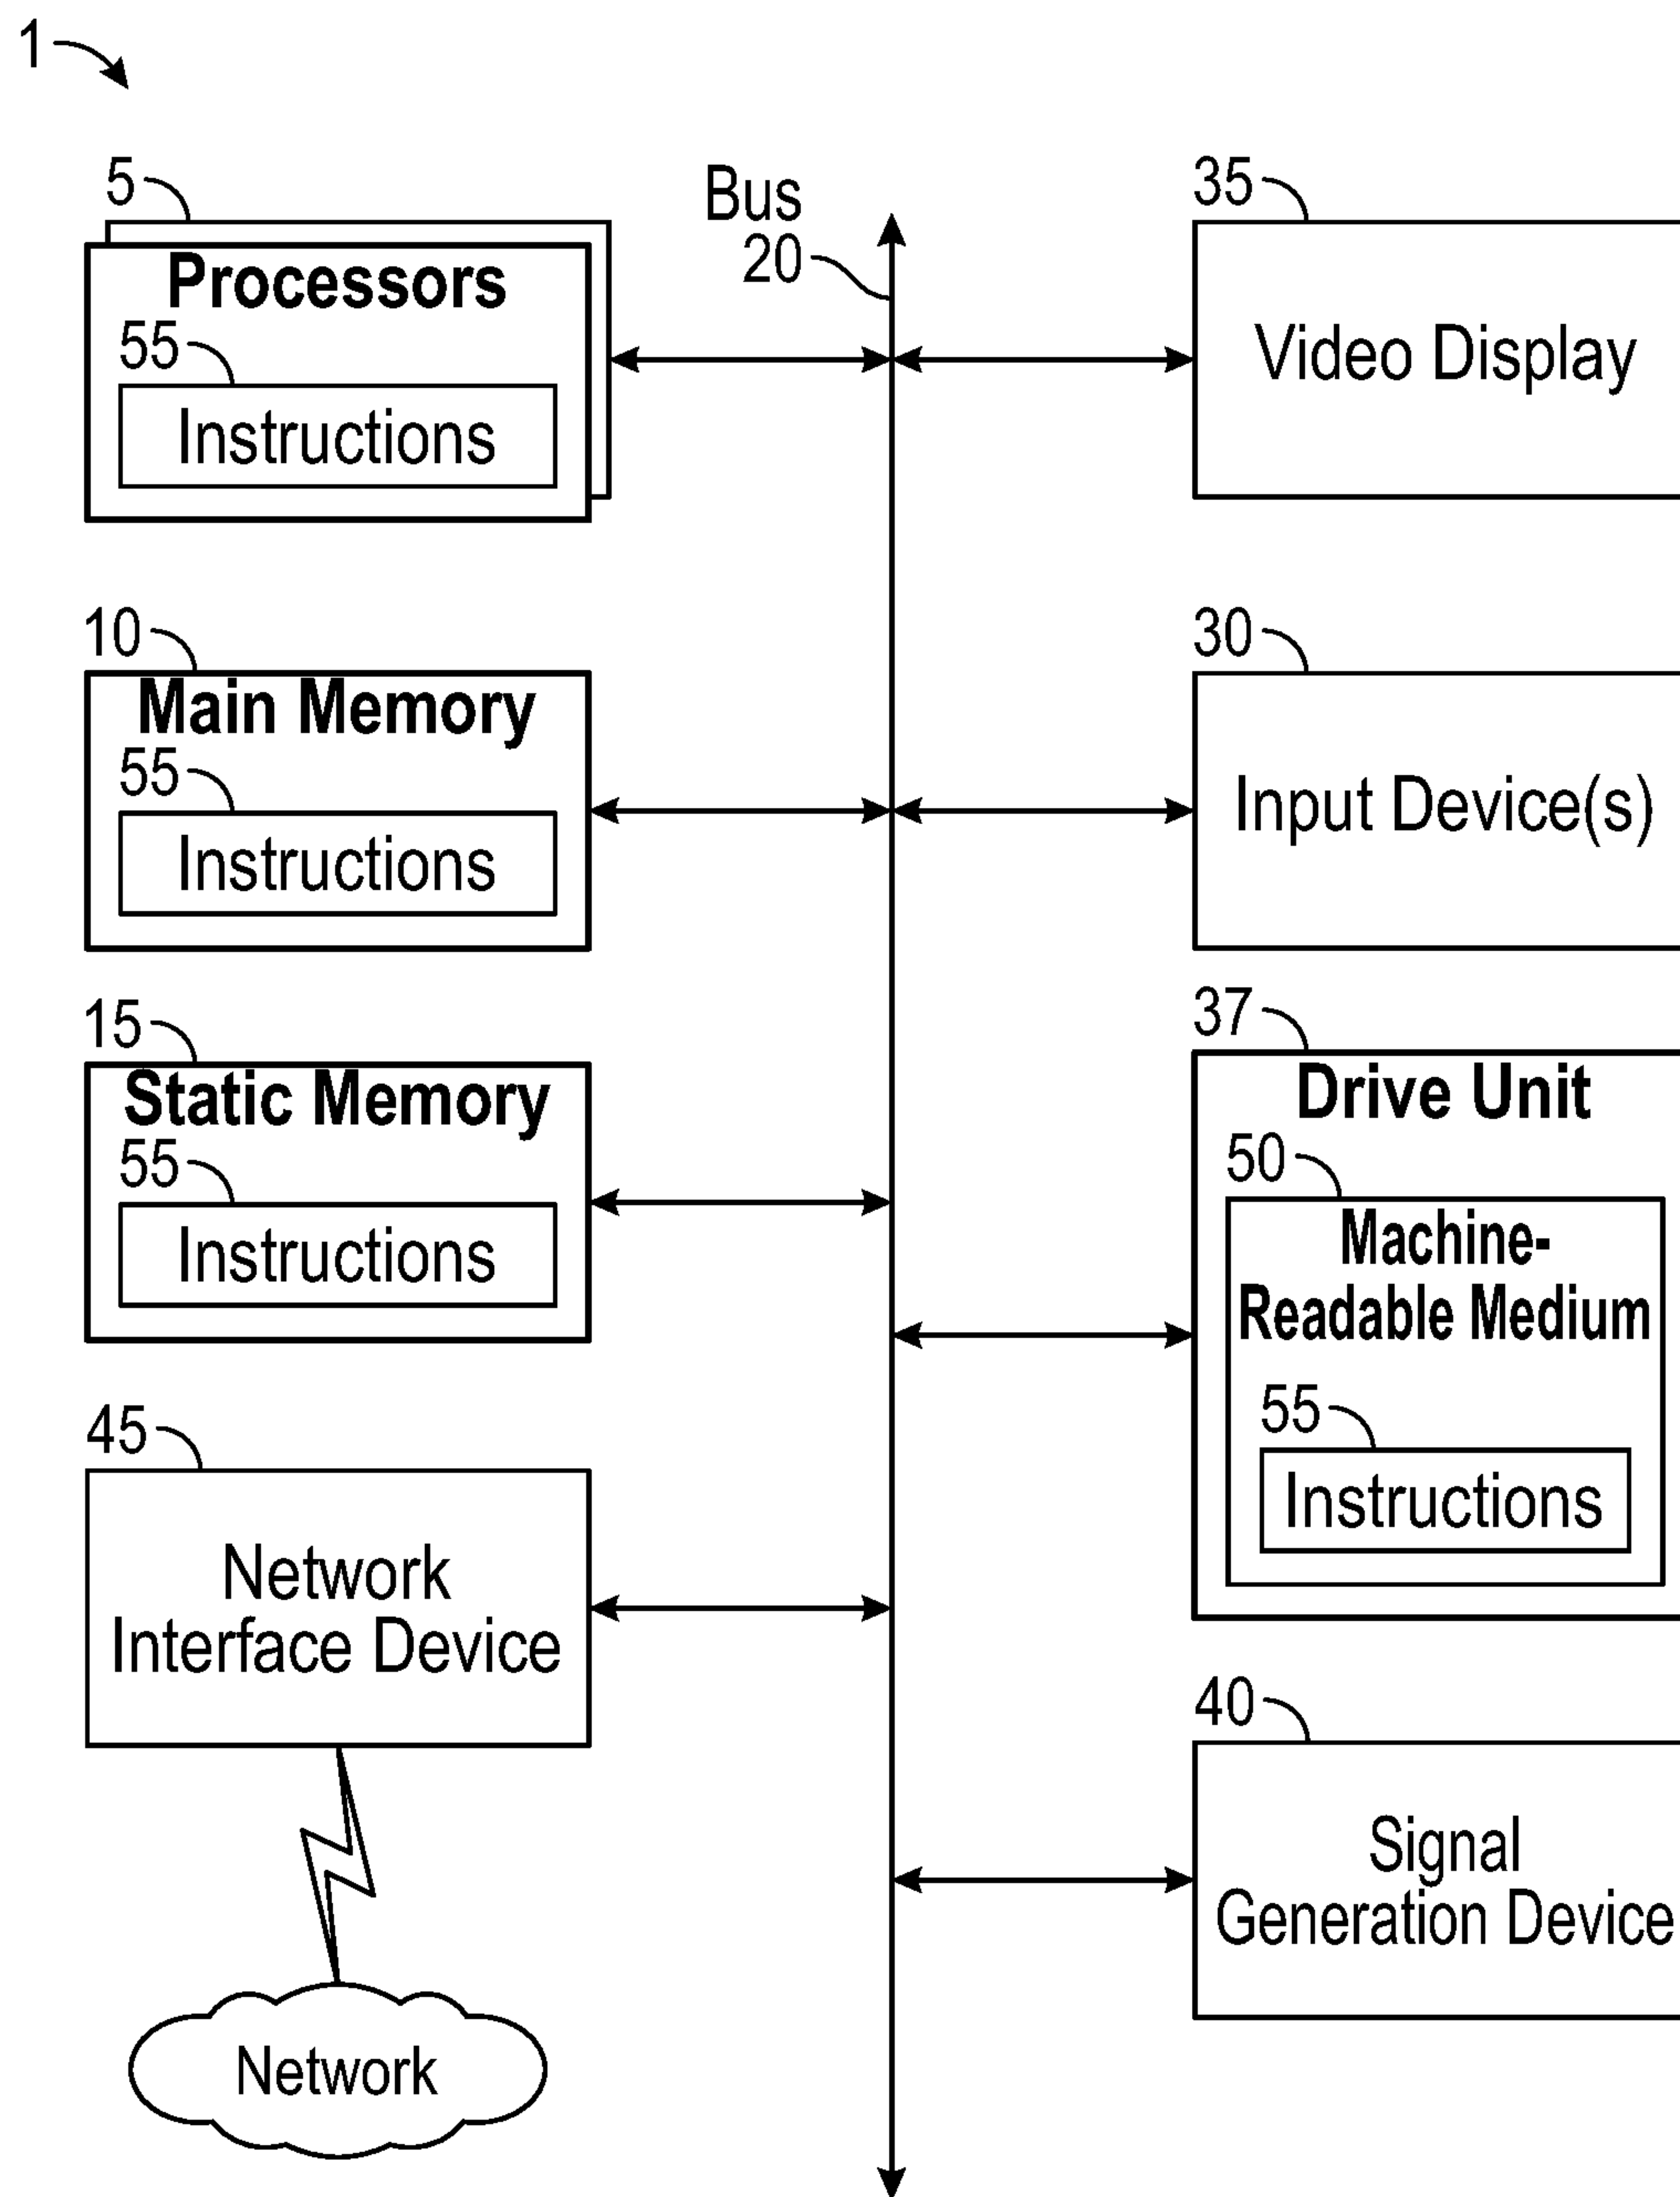 1
5
Processors
55
Instructions
10
Main Memory
55
Instructions
15
Static Memory
55
Instructions
45
Network
Interface Device
Network
Bus
20
35
Video Display
30
Input Device(s)
37
Drive Unit
50
Machine-
Readable Medium
55
Instructions
40
Signal
Generation Device